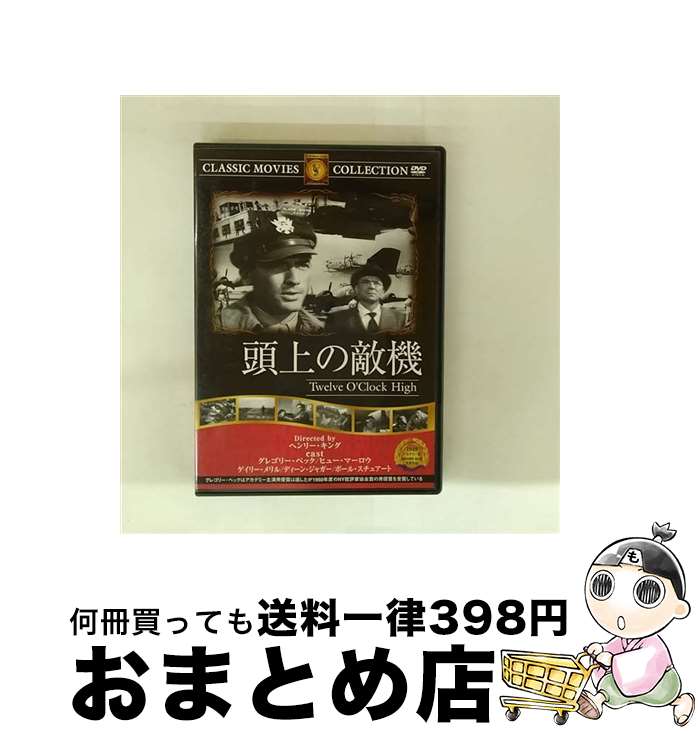 CLASSIC MOVIES COLLECTION DVD
頭上の敵機
Twelve O'Clock High
Directed by
ヘンリー・キング
cast
グレゴリー・ペック/ヒュー・マーロウ
ゲイリー・メリル/ディーン・ジャガー/ポール・スチュアート
1949
も
何冊買っても送料一律398円
おまとめ店